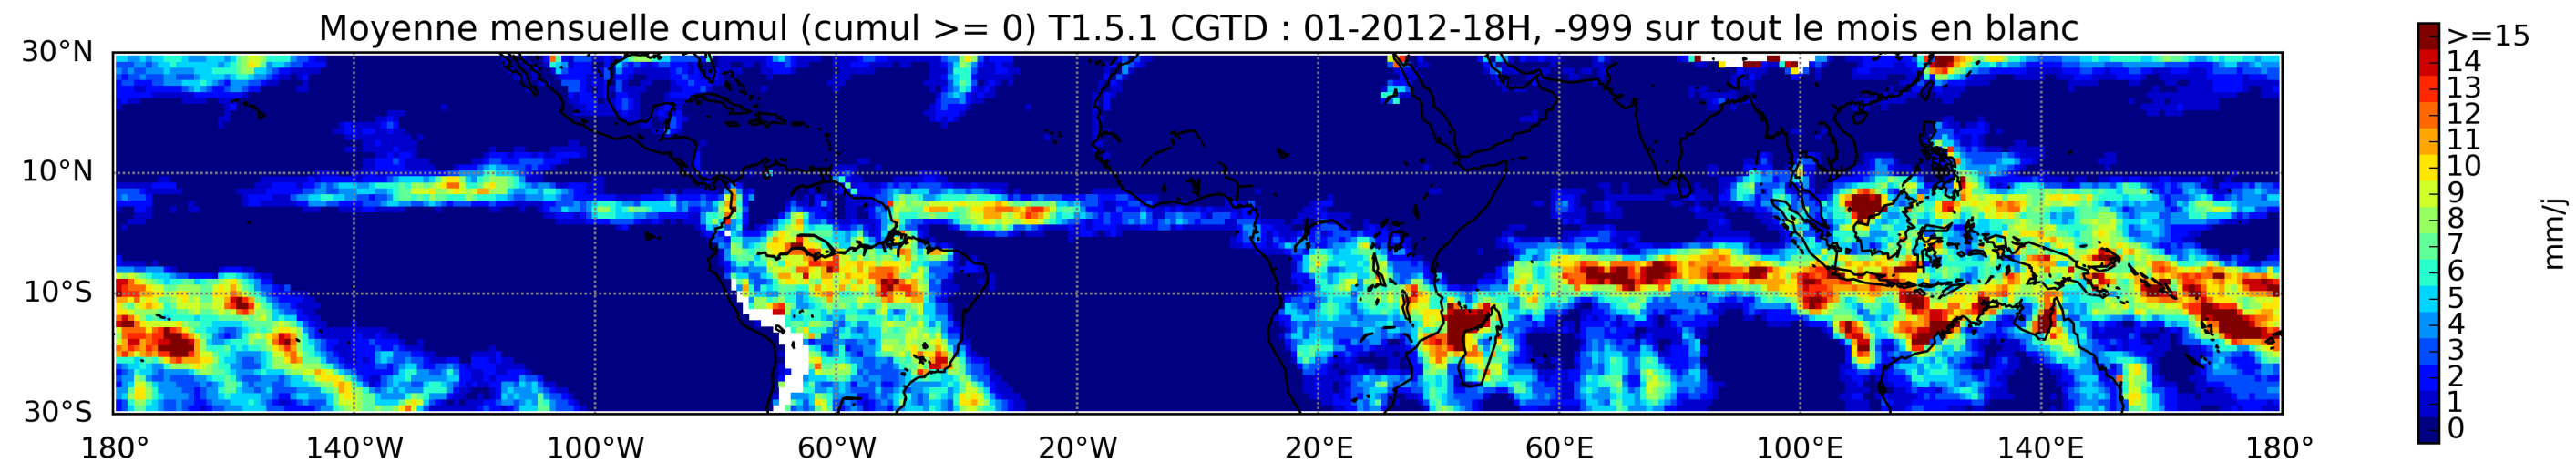 Moyenne mensuelle cumul (cumul >= 0) T1.5.1 CGTD : 01-2012-18H, -999 sur tout le mois en blanc
30°N
10°N
10°S
30°S
180° 140°W 100°W 60°W 20°W 20°E 60°E 100°E 140°E 180°
>=15
14
13
12
11
10
9
8
7
6
5
4
3
2
1
0
mm/j